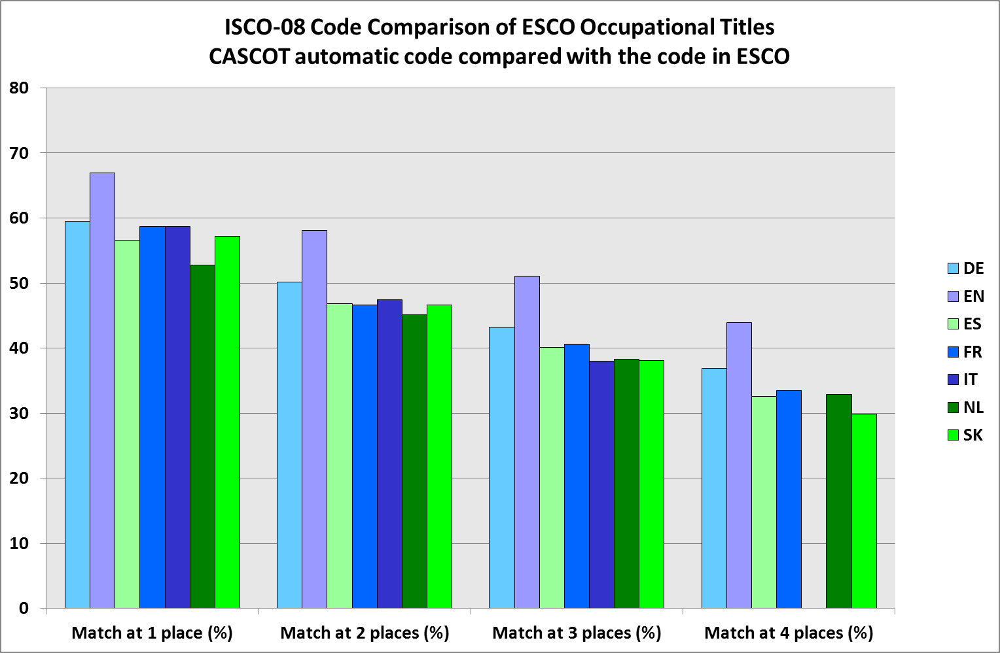 ISCO-08 Code Comparison of ESCO Occupational Titles
CASCOT automatic code compared with the code in ESCO
80
70
60
50
40
30
20
10
0
Match at 1 place (%)
Match at 2 places (%)
Match at 3 places (%)
Match at 4 places (%)
DE
EN
ES
FR
IT
NL
SK